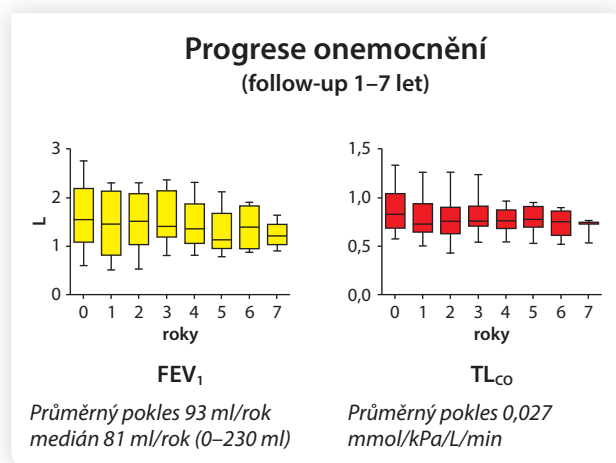 Progrese onemocnění
(follow-up 1–7 let)
3
2
1
0
L
0 1 2 3 4 5 6 7
roky
FEV₁
Průměrný pokles 93 ml/rok
medián 81 ml/rok (0–230 ml)
1,5
1,0
0,5
0,0
0 1 2 3 4 5 6 7
roky
TL_CO
Průměrný pokles 0,027
mmol/kPa/L/min